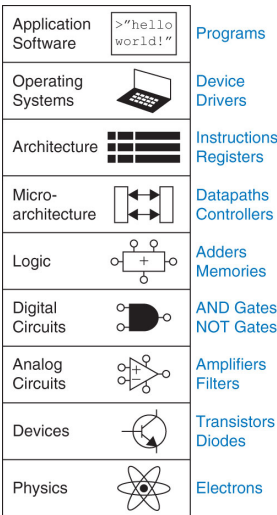 Application
Software
>"hello
world!"
Programs
Operating
Systems
Device
Drivers
Architecture
Instructions
Registers
Micro-
architecture
Datapaths
Controllers
Logic
+
Adders
Memories
Digital
Circuits
AND Gates
NOT Gates
Analog
Circuits
+
−
Amplifiers
Filters
Devices
Transistors
Diodes
Physics
Electrons